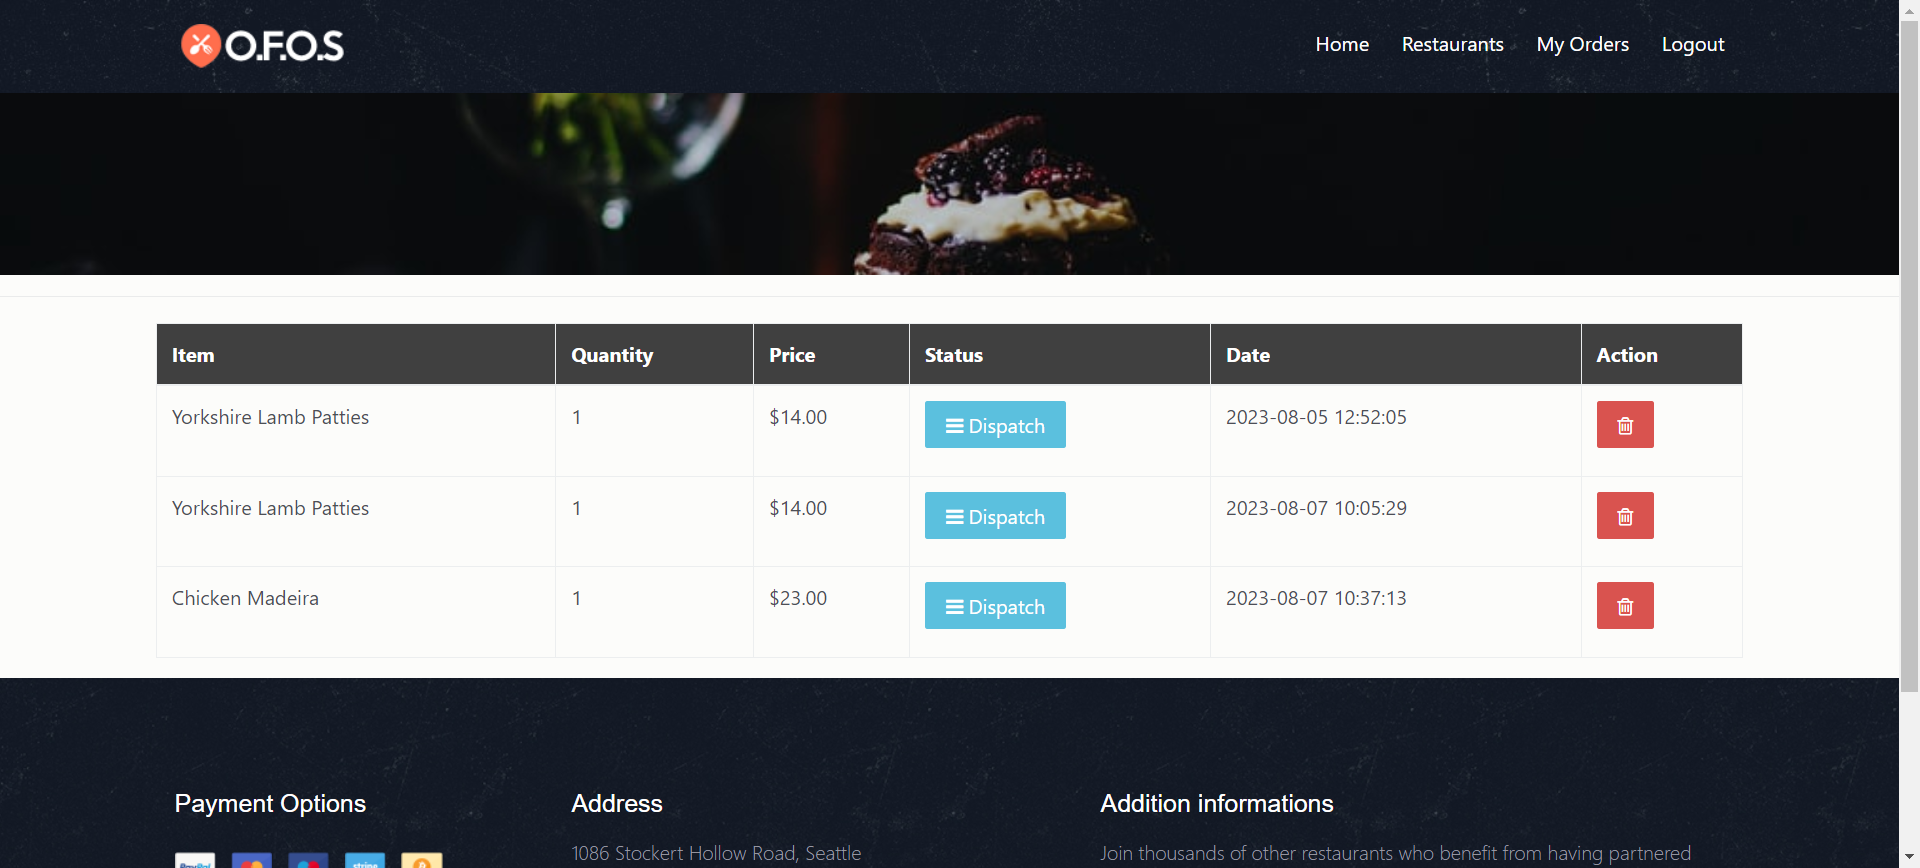 O.F.O.S
Home Restaurants My Orders Logout
Item Quantity Price Status Date Action
Yorkshire Lamb Patties 1 $14.00 Dispatch 2023-08-05 12:52:05
Yorkshire Lamb Patties 1 $14.00 Dispatch 2023-08-07 10:05:29
Chicken Madeira 1 $23.00 Dispatch 2023-08-07 10:37:13
Payment Options Address Addition informations
PayPal stripe
1086 Stockert Hollow Road, Seattle Join thousands of other restaurants who benefit from having partnered